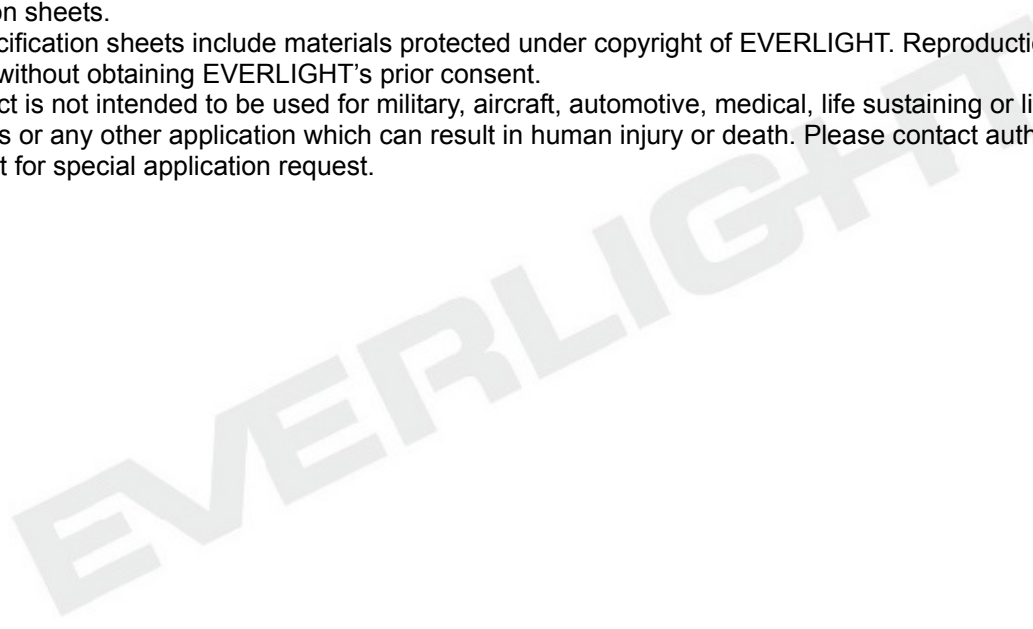 on sheets.
cification sheets include materials protected under copyright of EVERLIGHT. Reproducti
without obtaining EVERLIGHT's prior consent.
ct is not intended to be used for military, aircraft, automotive, medical, life sustaining or li
s or any other application which can result in human injury or death. Please contact auth
t for special application request.
EVERLIGHT